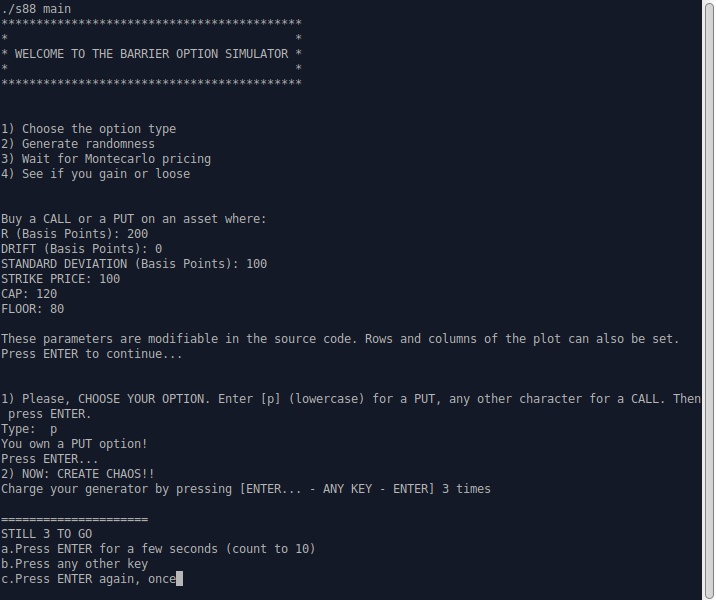 ./s88 main
*******************************************
*                                         *
* WELCOME TO THE BARRIER OPTION SIMULATOR *
*                                         *
*******************************************
1) Choose the option type
2) Generate randomness
3) Wait for Montecarlo pricing
4) See if you gain or loose
Buy a CALL or a PUT on an asset where:
R (Basis Points): 200
DRIFT (Basis Points): 0
STANDARD DEVIATION (Basis Points): 100
STRIKE PRICE: 100
CAP: 120
FLOOR: 80
These parameters are modifiable in the source code. Rows and columns of the plot can also be set.
Press ENTER to continue...
1) Please, CHOOSE YOUR OPTION. Enter [p] (lowercase) for a PUT, any other character for a CALL. Then
 press ENTER.
Type:  p
You own a PUT option!
Press ENTER...
2) NOW: CREATE CHAOS!!
Charge your generator by pressing [ENTER... - ANY KEY - ENTER] 3 times
=====================
STILL 3 TO GO
a.Press ENTER for a few seconds (count to 10)
b.Press any other key
c.Press ENTER again, once